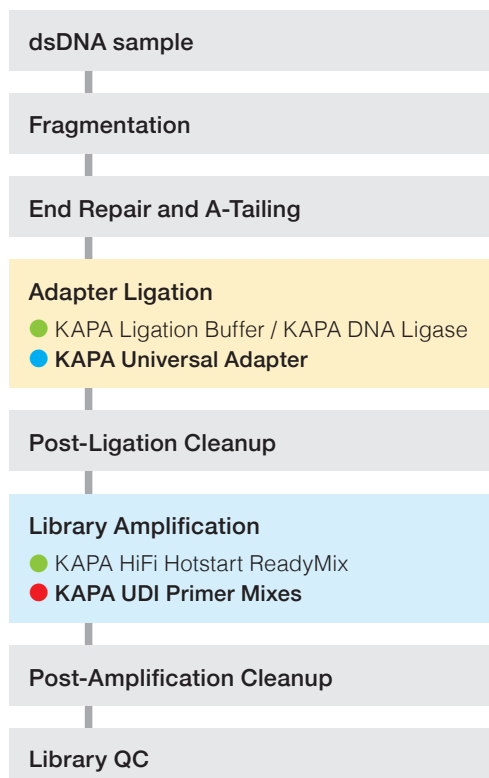 dsDNA sample
Fragmentation
End Repair and A-Tailing
Adapter Ligation
KAPA Ligation Buffer / KAPA DNA Ligase
KAPA Universal Adapter
Post-Ligation Cleanup
Library Amplification
KAPA HiFi Hotstart ReadyMix
KAPA UDI Primer Mixes
Post-Amplification Cleanup
Library QC